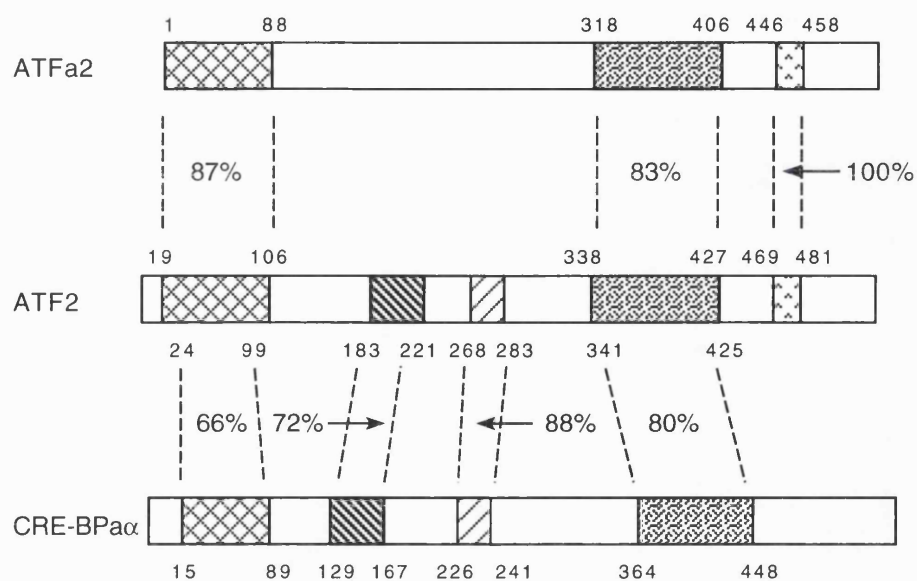 1 88 318 406 446 458
ATFa2
87% 83% 100%
19 106 338 427 469 481
ATF2
24 99 183 221 268 283 341 425
66% 72% 88% 80%
CRE-BPaα
15 89 129 167 226 241 364 448